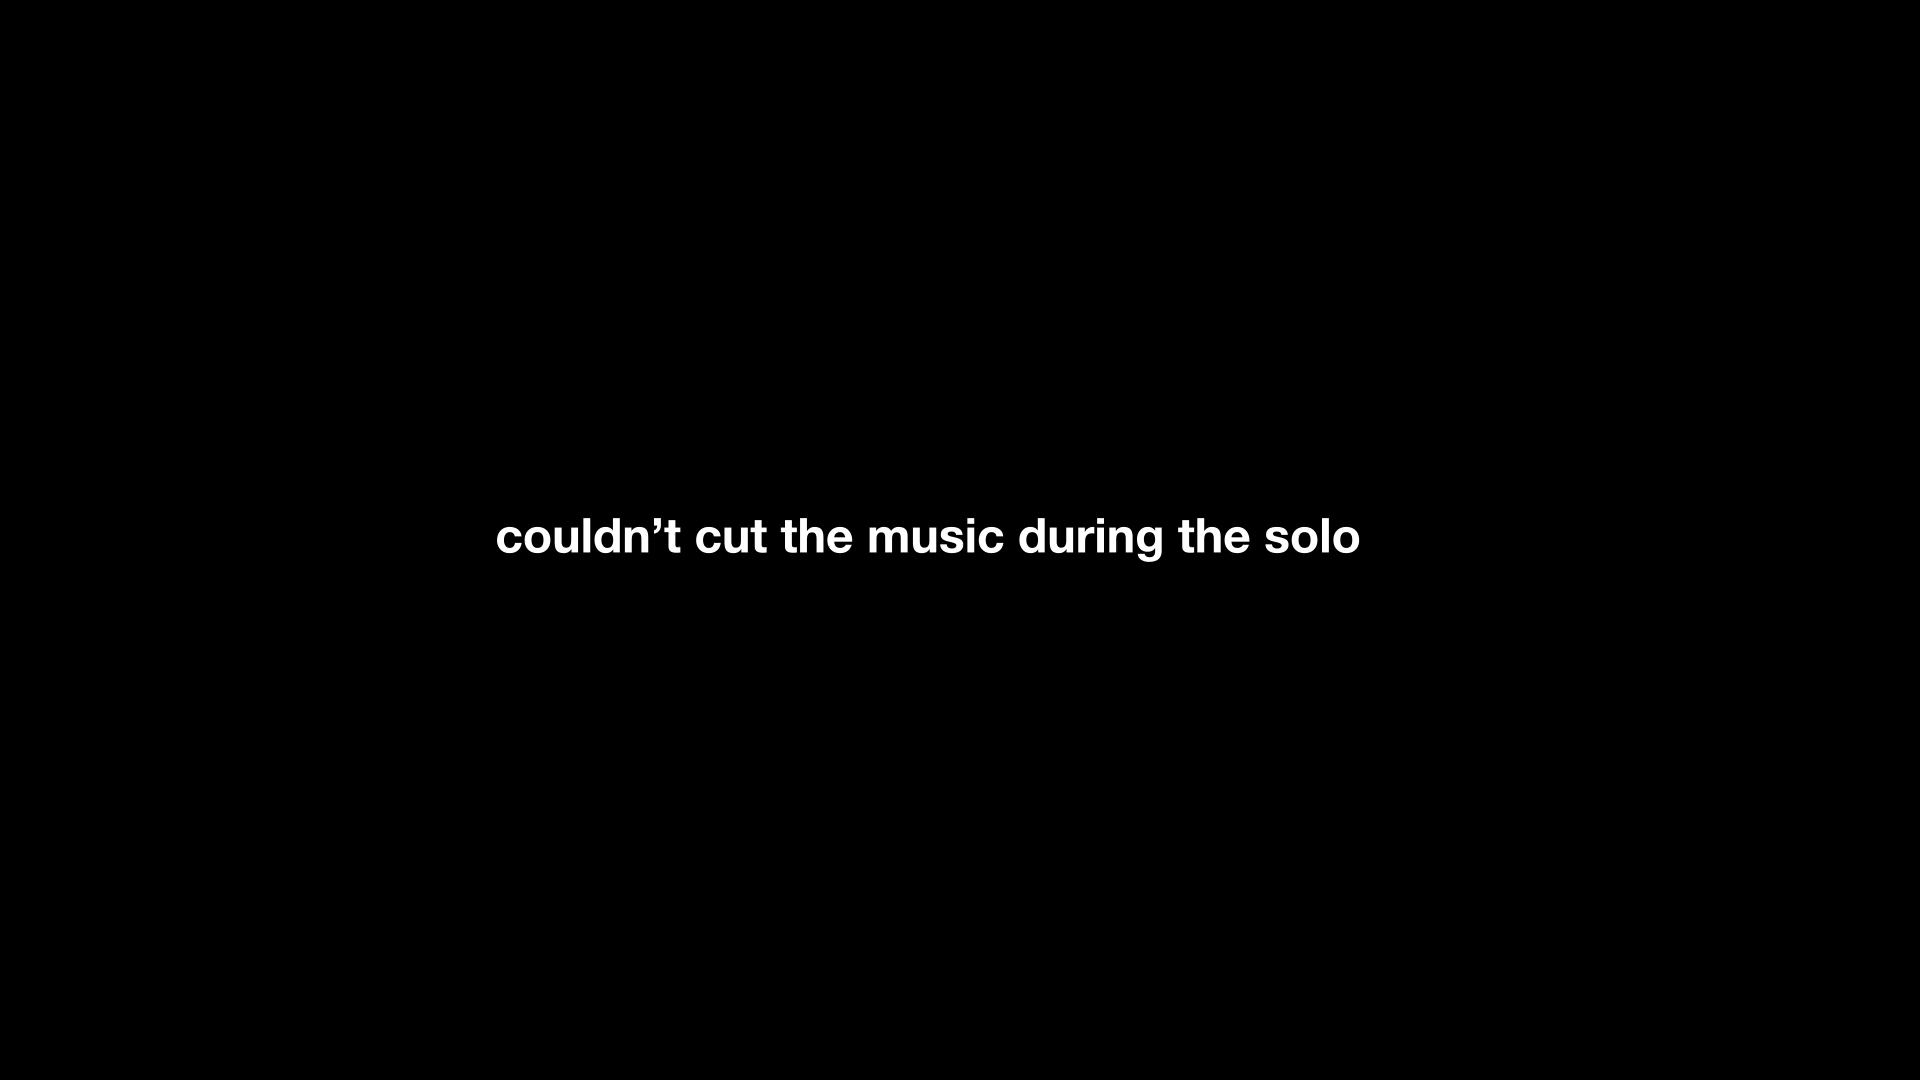 couldn’t cut the music during the solo